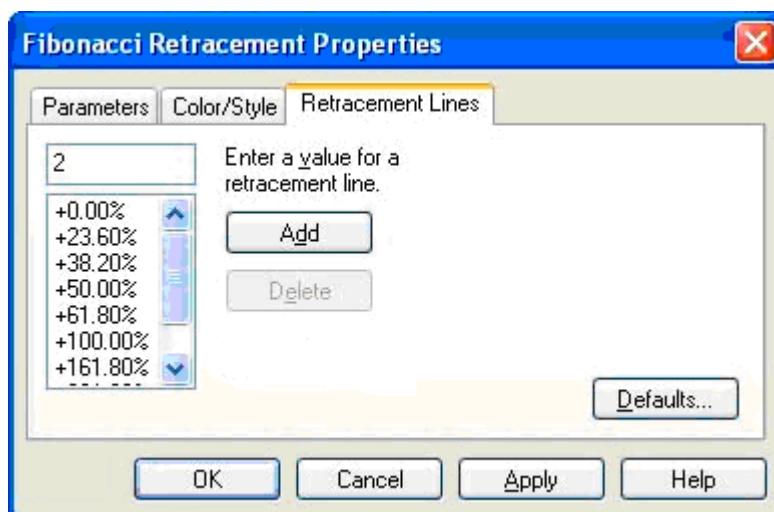 Fibonacci Retracement Properties
Parameters
Color/Style
Retracement Lines
2
Enter a value for a
retracement line.
+0.00%
+23.60%
+38.20%
+50.00%
+61.80%
+100.00%
+161.80%
Add
Delete
Defaults...
OK
Cancel
Apply
Help